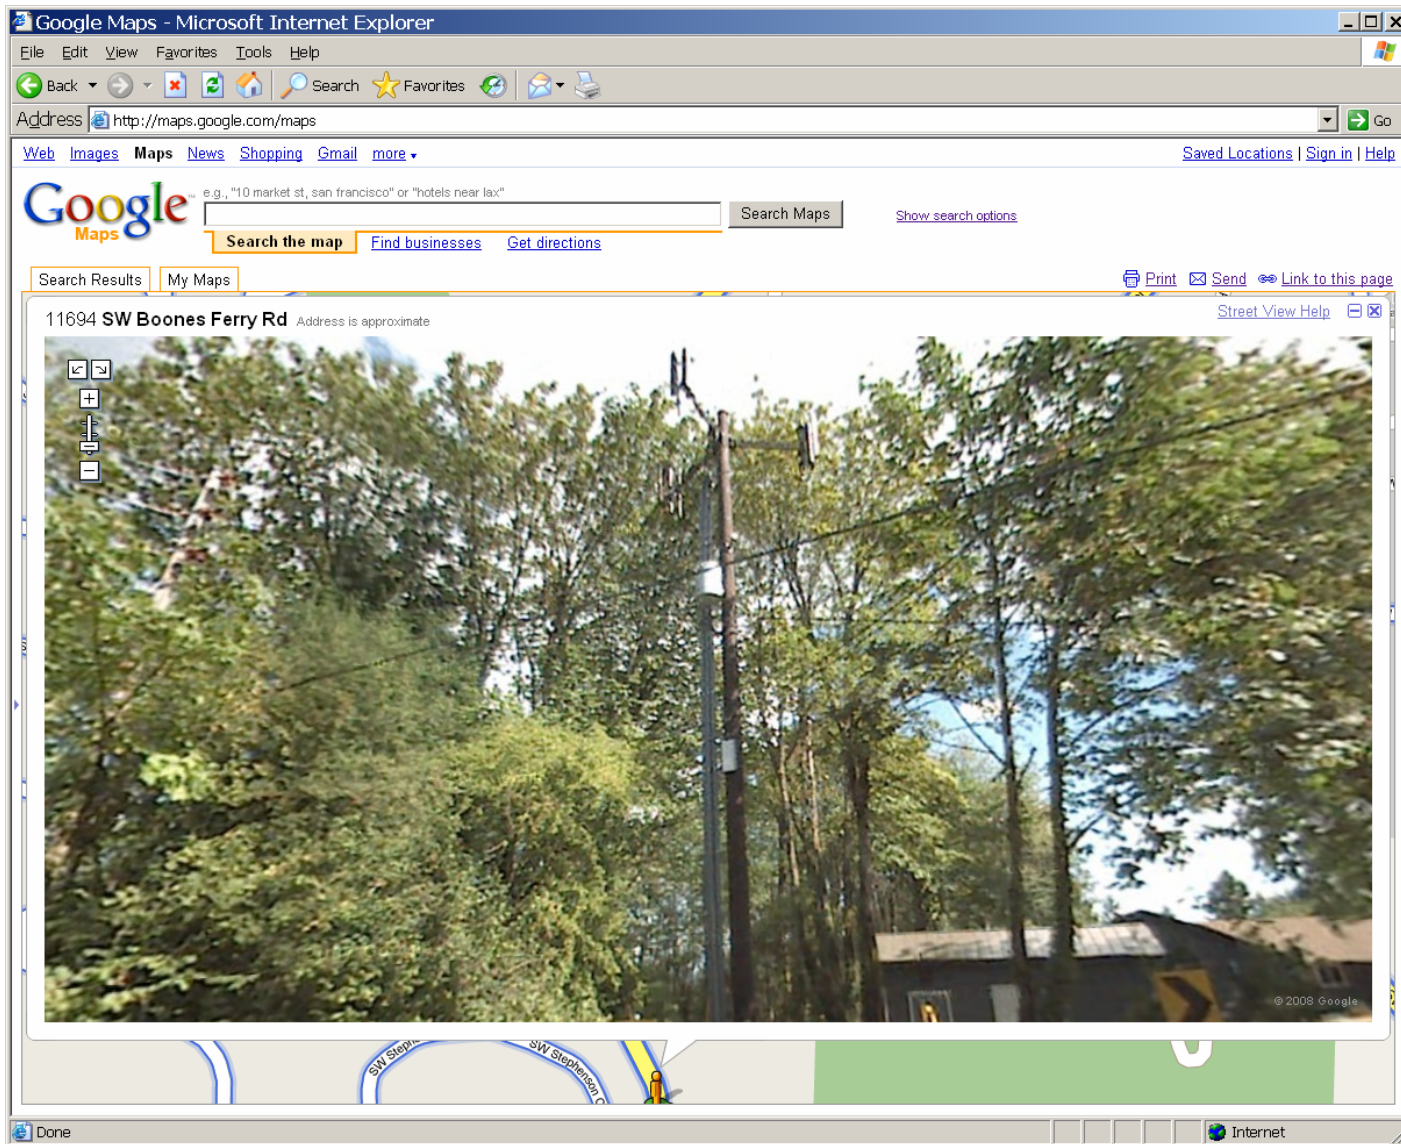 Google Maps - Microsoft Internet Explorer
File Edit View Favorites Tools Help
Back Search Favorites
Address http://maps.google.com/maps Go
Web Images Maps News Shopping Gmail more Saved Locations | Sign in | Help
e.g., "10 market st, san francisco" or "hotels near lax"
Google Maps
Search Maps Show search options
Search the map Find businesses Get directions
Search Results My Maps Print Send Link to this page
11694 SW Boones Ferry Rd Address is approximate Street View Help
© 2008 Google
SW Stephenson
Done Internet